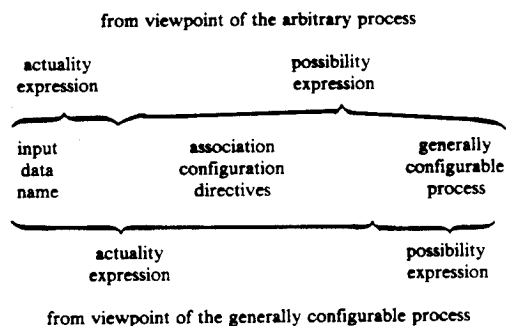 from viewpoint of the arbitrary process
actuality
expression
possibility
expression
input
data
name
association
configuration
directives
generally
configurable
process
actuality
expression
possibility
expression
from viewpoint of the generally configurable process